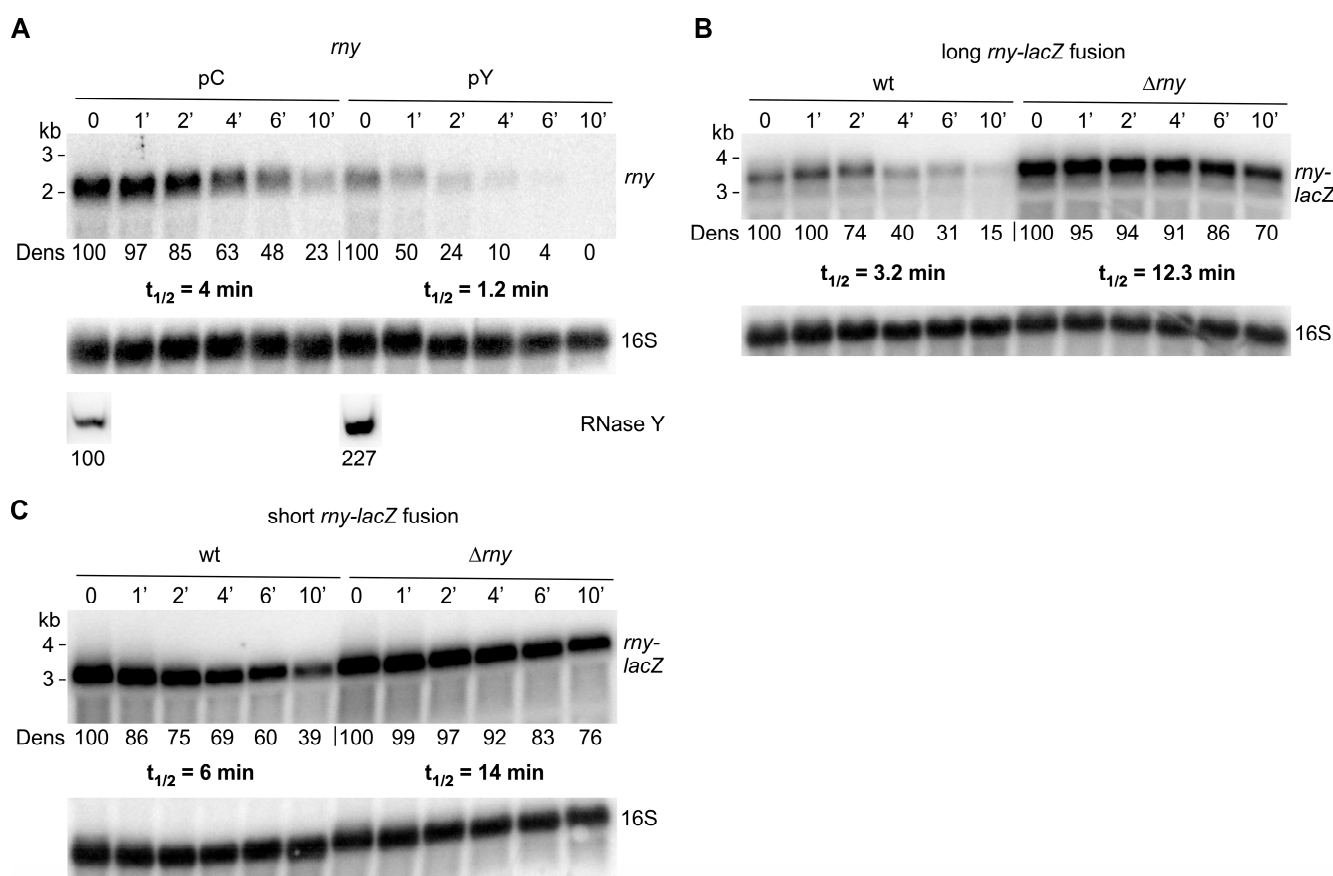 A
rny
pC pY
0 1' 2' 4' 6' 10' 0 1' 2' 4' 6' 10'
kb
3
2
rny
Dens 100 97 85 63 48 23 100 50 24 10 4 0
t1/2 = 4 min t1/2 = 1.2 min
16S
RNase Y
100 227
B
long rny-lacZ fusion
wt Δrny
0 1' 2' 4' 6' 10' 0 1' 2' 4' 6' 10'
kb
4
3
rny-
lacZ
Dens 100 100 74 40 31 15 100 95 94 91 86 70
t1/2 = 3.2 min t1/2 = 12.3 min
16S
C
short rny-lacZ fusion
wt Δrny
0 1' 2' 4' 6' 10' 0 1' 2' 4' 6' 10'
kb
4
3
rny-
lacZ
Dens 100 86 75 69 60 39 100 99 97 92 83 76
t1/2 = 6 min t1/2 = 14 min
16S